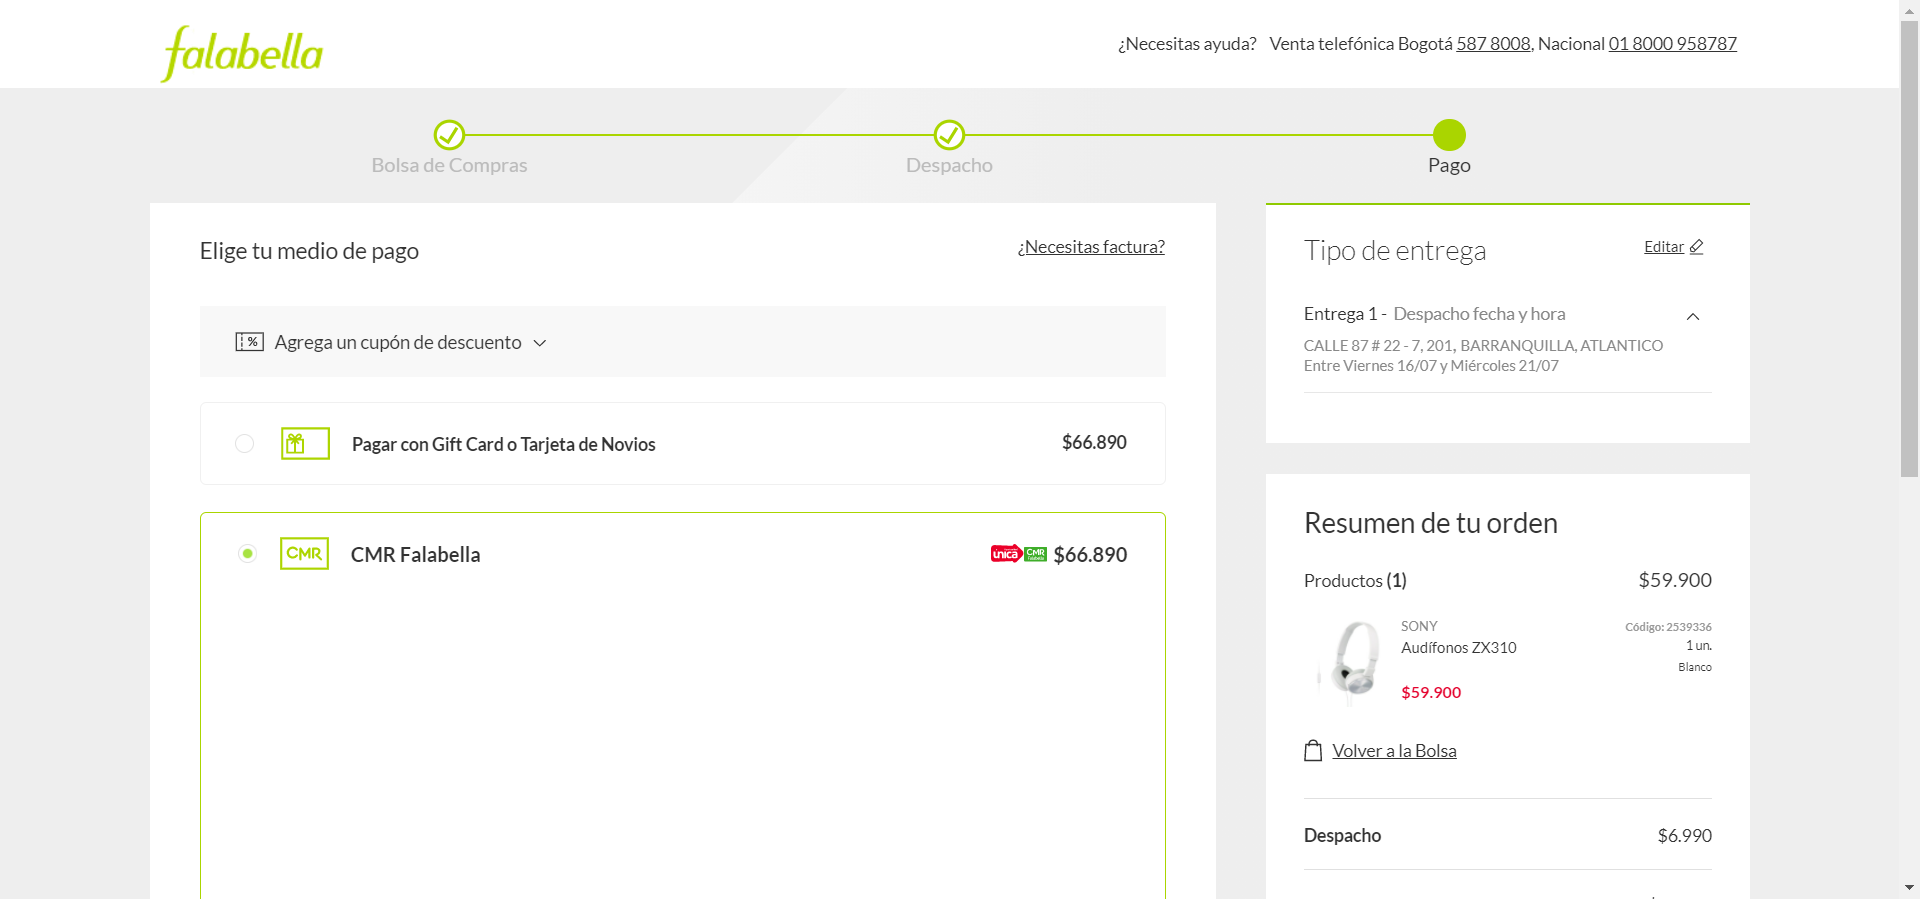 falabella
¿Necesitas ayuda? Venta telefónica Bogotá 587 8008, Nacional 01 8000 958787
Bolsa de Compras
Despacho
Pago
Elige tu medio de pago
¿Necesitas factura?
% Agrega un cupón de descuento
Pagar con Gift Card o Tarjeta de Novios
$66.890
CMR CMR Falabella
única CMR Falabella $66.890
Tipo de entrega
Editar
Entrega 1 - Despacho fecha y hora
CALLE 87 # 22 - 7, 201, BARRANQUILLA, ATLANTICO
Entre Viernes 16/07 y Miércoles 21/07
Resumen de tu orden
Productos (1) $59.900
SONY
Audífonos ZX310
$59.900
Código: 2539336
1 un.
Blanco
Volver a la Bolsa
Despacho $6.990